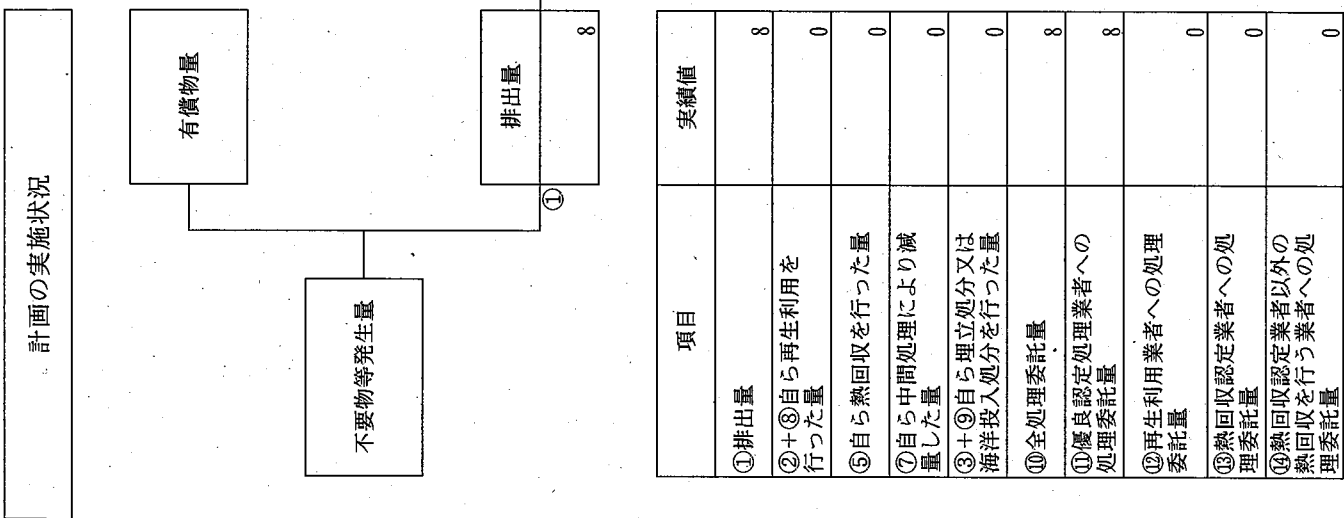 計画の実施状況
不要物等発生量
有償物量
①
排出量
8
項目
実績値
①排出量
8
②+⑧自ら再生利用を
行った量
0
⑤自ら熱回収を行った量
0
⑦自ら中間処理により減
量した量
0
③+⑨自ら埋立処分又は
海洋投入処分を行った量
0
⑩全処理委託量
8
⑪優良認定処理業者への
処理委託量
8
⑫再生利用業者への処理
委託量
0
⑬熱回収認定業者への処
理委託量
0
⑭熱回収認定業者以外の
熱回収を行う業者への処
理委託量
0